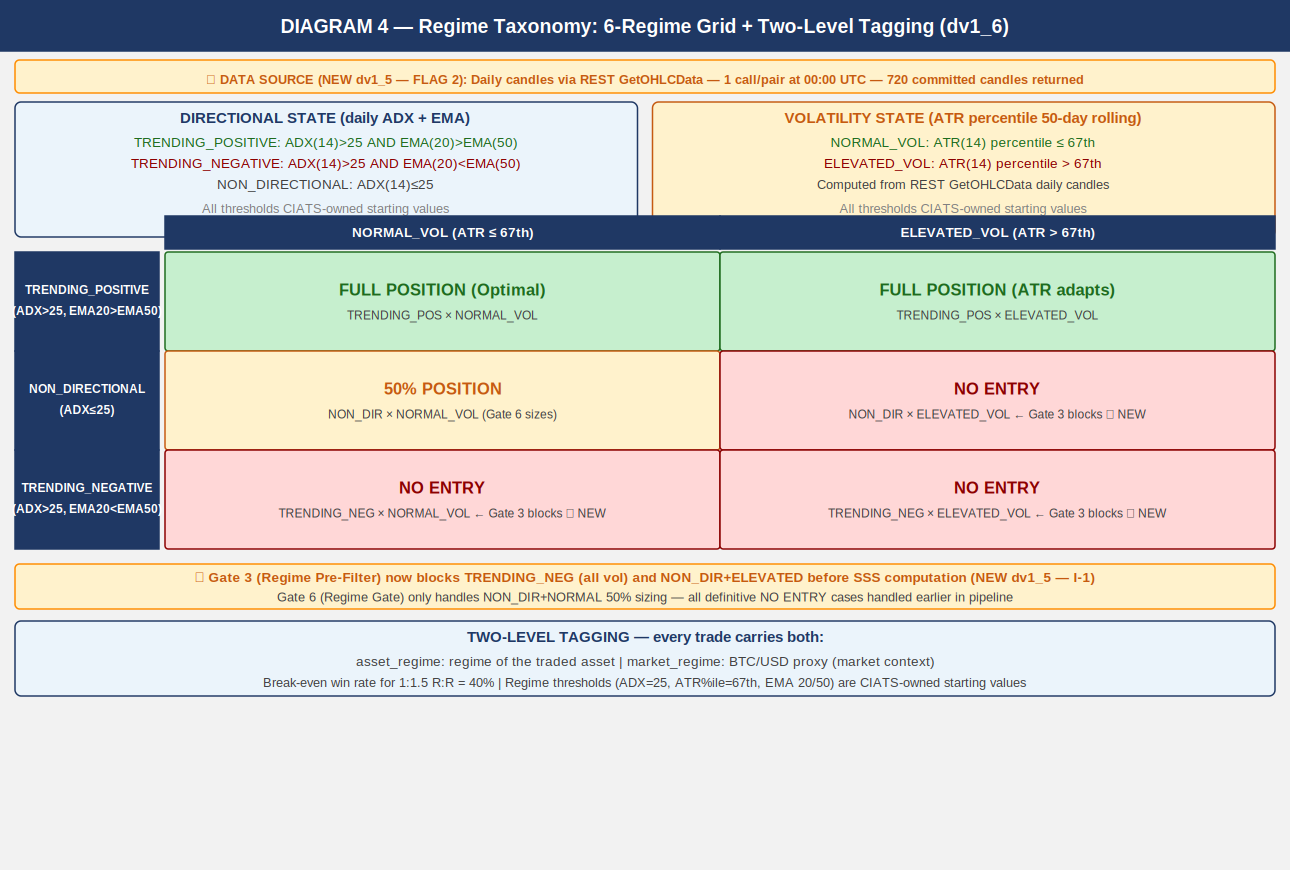 DIAGRAM 4 — Regime Taxonomy: 6-Regime Grid + Two-Level Tagging (dv1_6)
DATA SOURCE (NEW dv1_5 — FLAG 2): Daily candles via REST GetOHLCData — 1 call/pair at 00:00 UTC — 720 committed candles returned
DIRECTIONAL STATE (daily ADX + EMA)
TRENDING_POSITIVE: ADX(14)>25 AND EMA(20)>EMA(50)
TRENDING_NEGATIVE: ADX(14)>25 AND EMA(20)<EMA(50)
NON_DIRECTIONAL: ADX(14)≤25
All thresholds CIATS-owned starting values
VOLATILITY STATE (ATR percentile 50-day rolling)
NORMAL_VOL: ATR(14) percentile ≤ 67th
ELEVATED_VOL: ATR(14) percentile > 67th
Computed from REST GetOHLCData daily candles
All thresholds CIATS-owned starting values
NORMAL_VOL (ATR ≤ 67th)
ELEVATED_VOL (ATR > 67th)
TRENDING_POSITIVE
(ADX>25, EMA20>EMA50)
FULL POSITION (Optimal)
TRENDING_POS × NORMAL_VOL
FULL POSITION (ATR adapts)
TRENDING_POS × ELEVATED_VOL
NON_DIRECTIONAL
(ADX≤25)
50% POSITION
NON_DIR × NORMAL_VOL (Gate 6 sizes)
NO ENTRY
NON_DIR × ELEVATED_VOL ← Gate 3 blocks NEW
TRENDING_NEGATIVE
(ADX>25, EMA20<EMA50)
NO ENTRY
TRENDING_NEG × NORMAL_VOL ← Gate 3 blocks NEW
NO ENTRY
TRENDING_NEG × ELEVATED_VOL ← Gate 3 blocks NEW
Gate 3 (Regime Pre-Filter) now blocks TRENDING_NEG (all vol) and NON_DIR+ELEVATED before SSS computation (NEW dv1_5 — I-1)
Gate 6 (Regime Gate) only handles NON_DIR+NORMAL 50% sizing — all definitive NO ENTRY cases handled earlier in pipeline
TWO-LEVEL TAGGING — every trade carries both:
asset_regime: regime of the traded asset | market_regime: BTC/USD proxy (market context)
Break-even win rate for 1:1.5 R:R = 40% | Regime thresholds (ADX=25, ATR%ile=67th, EMA 20/50) are CIATS-owned starting values